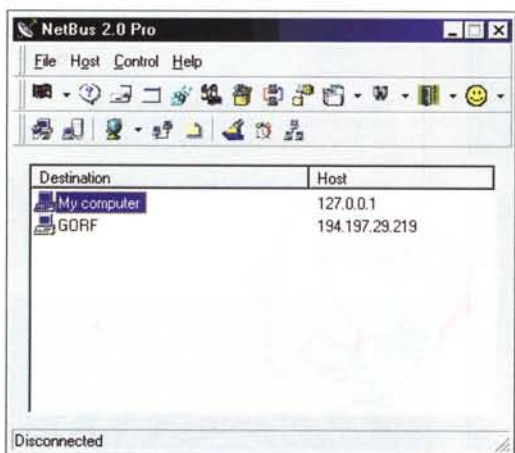 NetBus 2.0 Pro
File Host Control Help
Destination Host
My computer 127.0.0.1
GORF 194.197.29.219
Disconnected